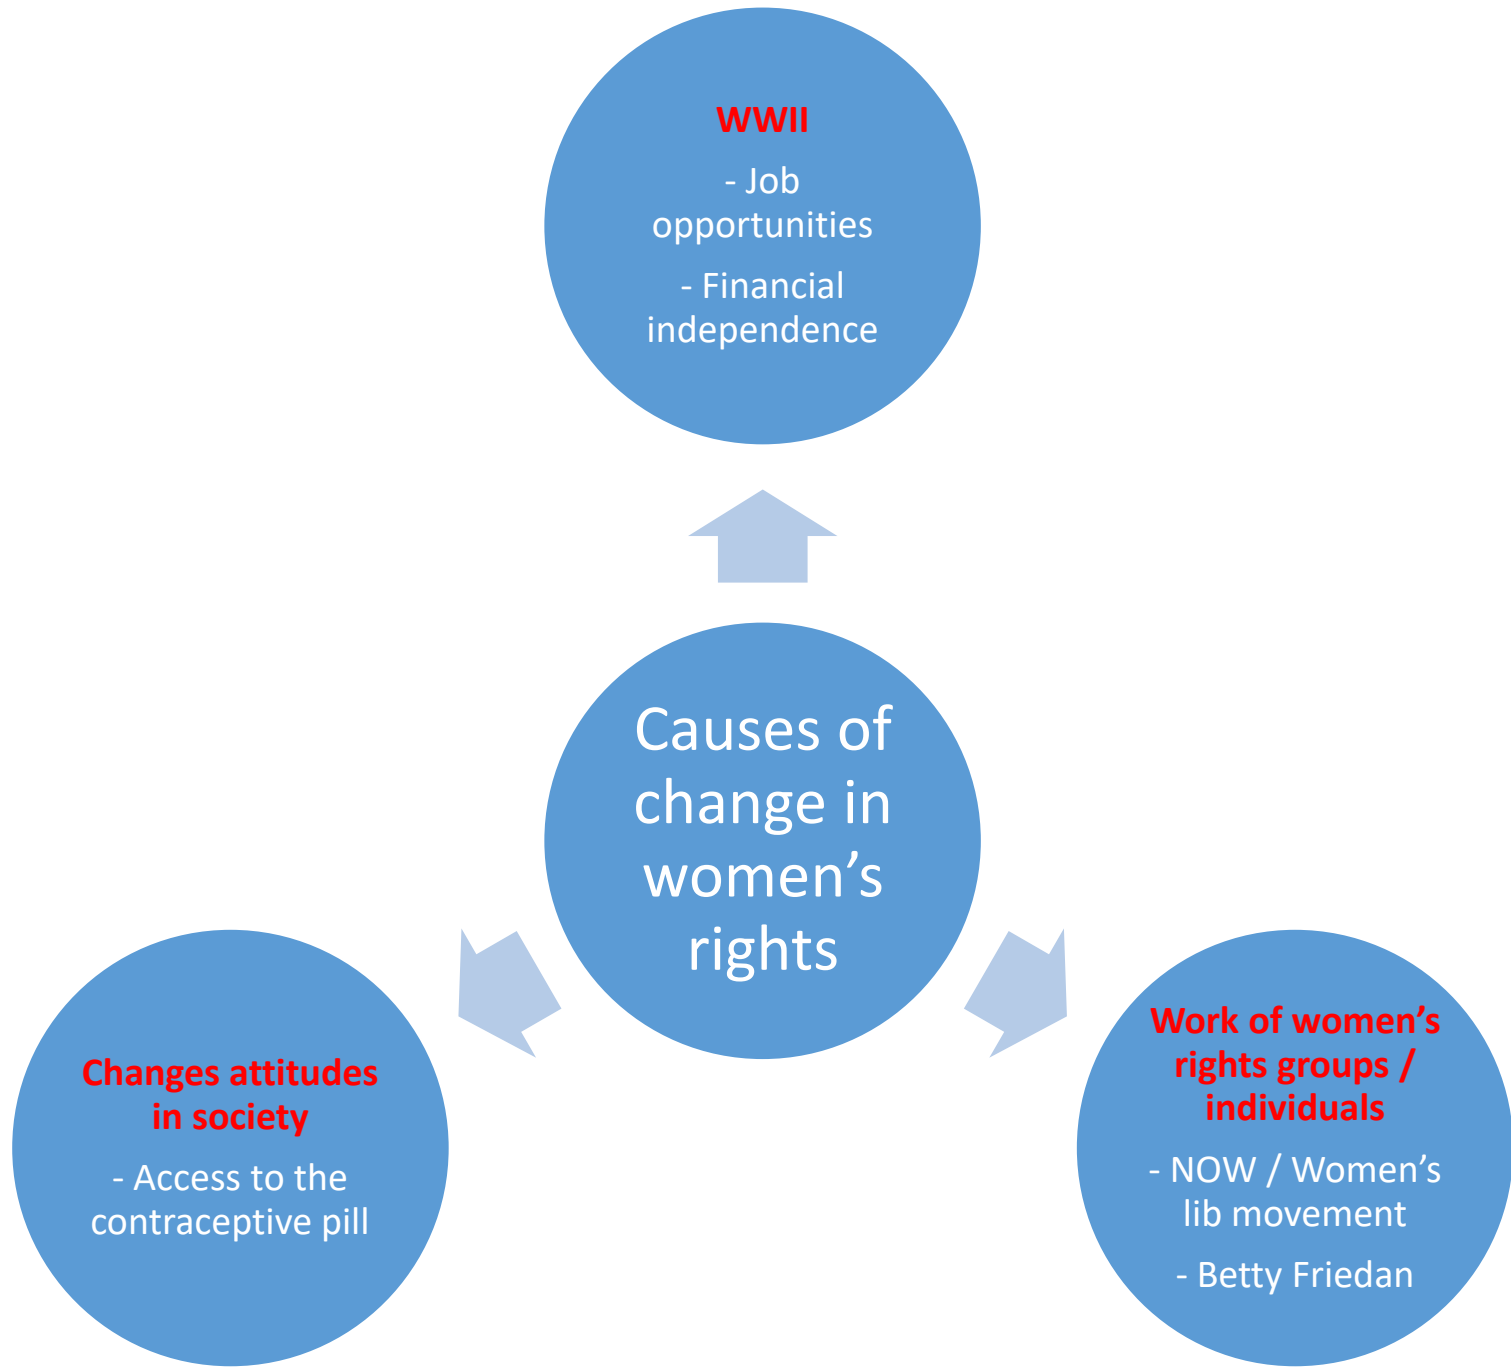 WWII
- Job
opportunities
- Financial
independence
Causes of
change in
women’s
rights
Changes attitudes
in society
- Access to the
contraceptive pill
Work of women’s
rights groups /
individuals
- NOW / Women’s
lib movement
- Betty Friedan